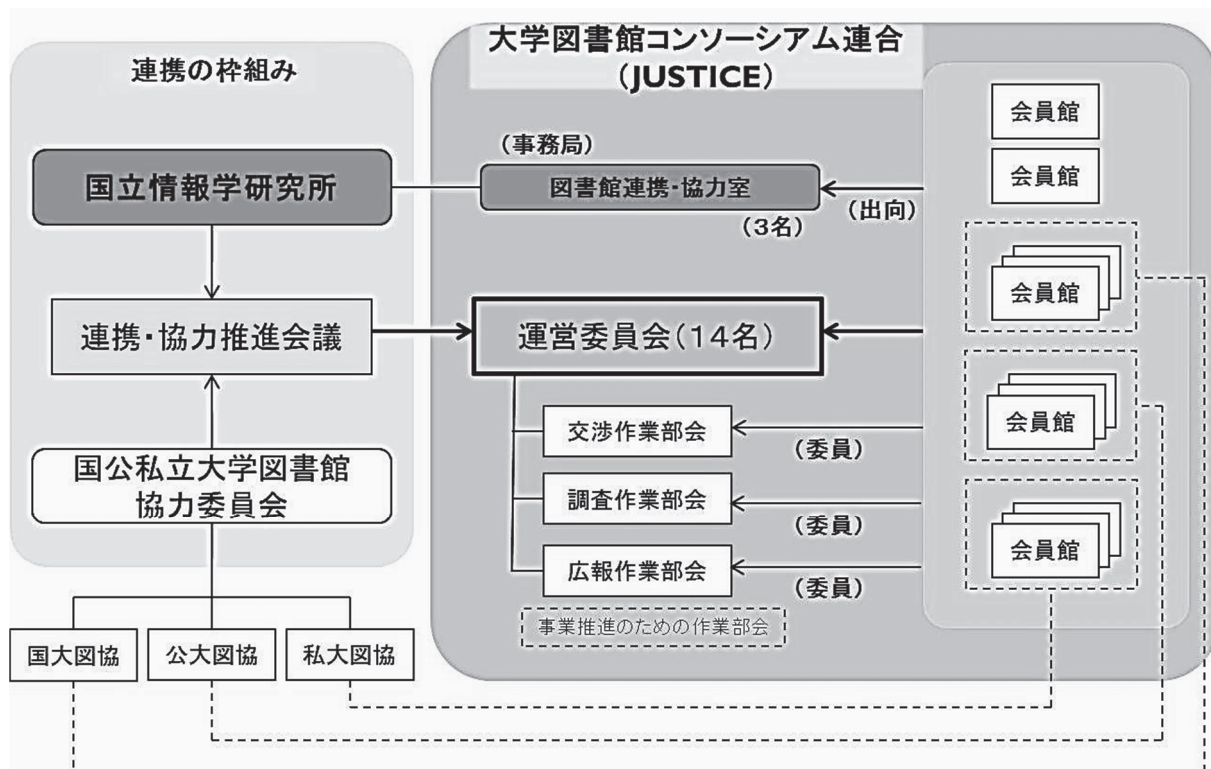 連携の枠組み
国立情報学研究所
連携・協力推進会議
国公私立大学図書館
協力委員会
国大図協
公大図協
私大図協
大学図書館コンソーシアム連合
(JUSTICE)
(事務局)
図書館連携・協力室
(3名)
(出向)
運営委員会(14名)
交渉作業部会
(委員)
調査作業部会
(委員)
広報作業部会
(委員)
事業推進のための作業部会
会員館
会員館
会員館
会員館
会員館